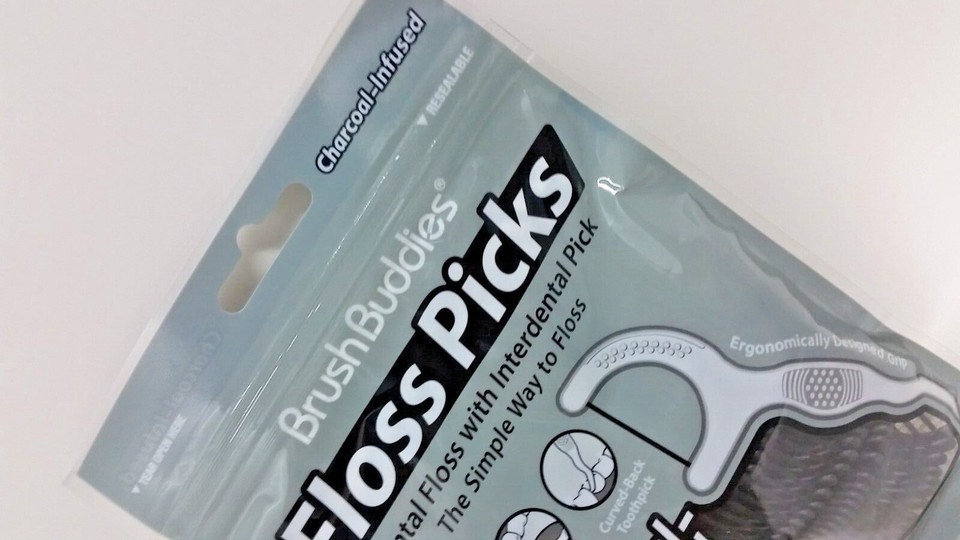 Charcoal-Infused
RESEALABLE
TEAR OPEN HERE
BrushBuddies®
Floss Picks
ntal Floss with Interdental Pick
The Simple Way to Floss
Ergonomically Designed Grip
Curved-Back
Toothpick